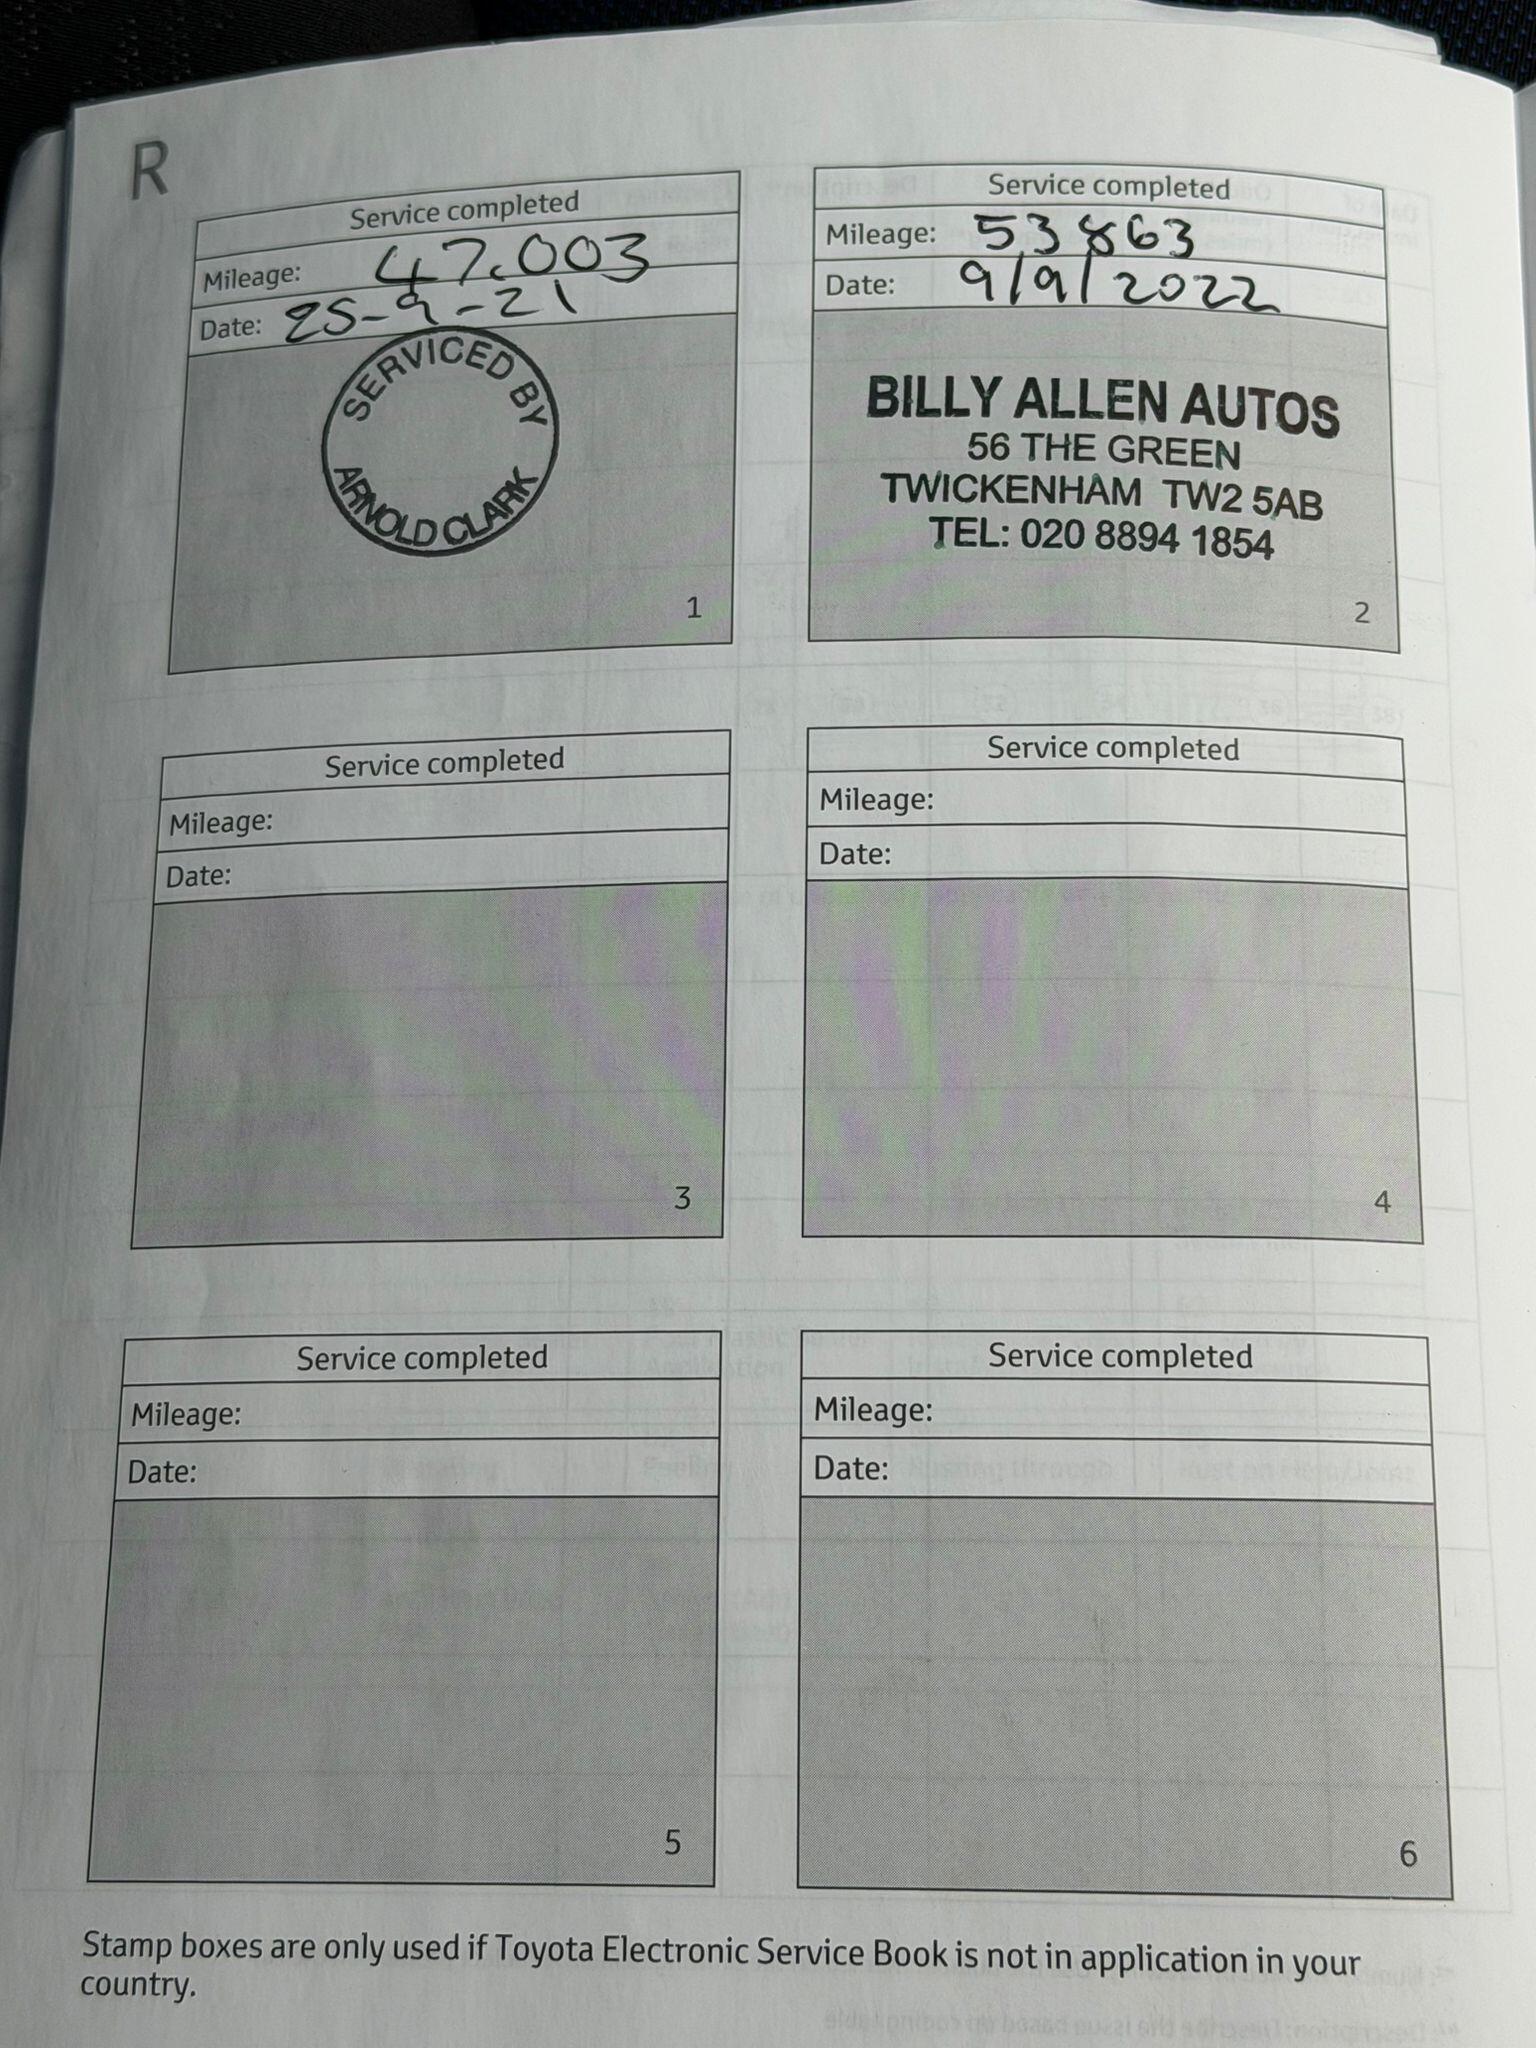 R
Service completed
Mileage: 47.003
Date: 25-9-21
SERVICED BY
ARNOLD CLARK
1
Service completed
Mileage: 53863
Date: 9/9/2022
BILLY ALLEN AUTOS
56 THE GREEN
TWICKENHAM TW2 5AB
TEL: 020 8894 1854
2
Service completed
Mileage:
Date:
3
Service completed
Mileage:
Date:
4
Service completed
Mileage:
Date:
5
Service completed
Mileage:
Date:
6
Stamp boxes are only used if Toyota Electronic Service Book is not in application in your
country.